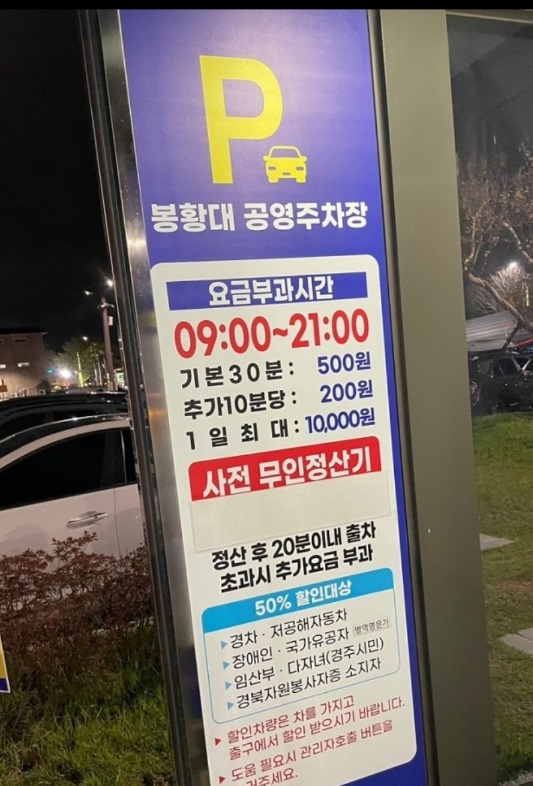 P
봉황대 공영주차장
요금부과시간
09:00~21:00
기본30분: 500원
추가10분당: 200원
1일최대: 10,000원
사전 무인정산기
정산 후 20분이내 출차
초과시 추가요금 부과
50% 할인대상
▶ 경차 · 저공해자동차
▶ 장애인 · 국가유공자 병역명문가
▶ 임산부 · 다자녀(경주시민)
▶ 경북자원봉사자증 소지자
▶ 할인차량은 차를 가지고
출구에서 할인 받으시기 바랍니다.
▶ 도움 필요시 관리자호출 버튼을